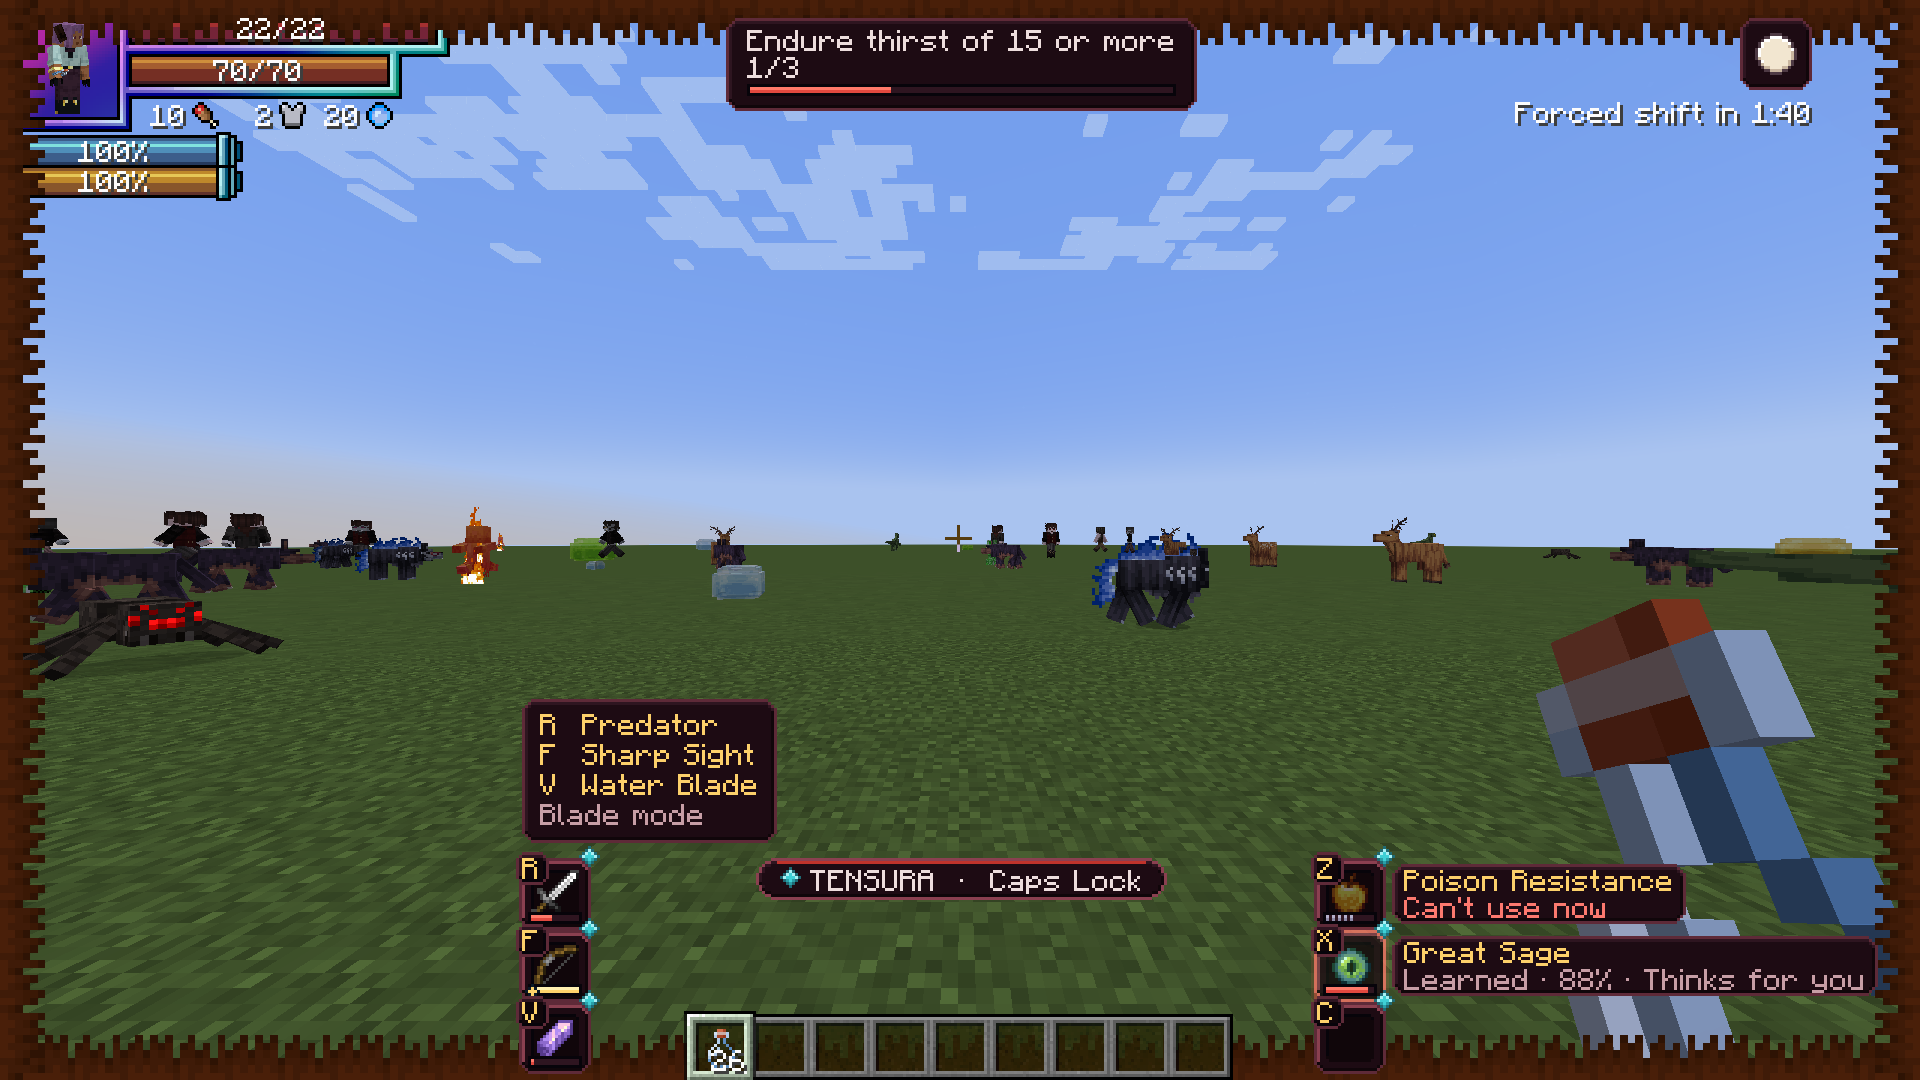 22/22
70/70
10
2
20
100%
100%
Endure thirst of 15 or more
1/3
Forced shift in 1:40
R Predator
F Sharp Sight
V Water Blade
Blade mode
R
F
V
TENSURA · Caps Lock
Z
Poison Resistance
Can't use now
X
Great Sage
Learned · 88% · Thinks for you
C
26